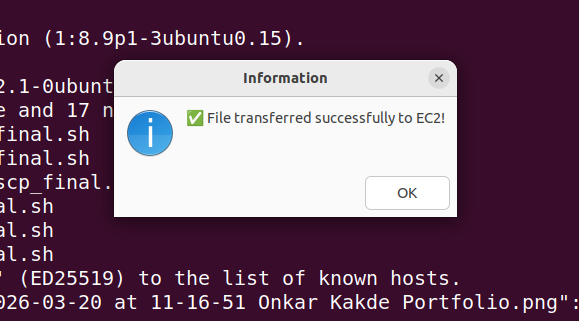 ion (1:8.9p1-3ubuntu0.15).
Information
2.1-0ubunt
✅ File transferred successfully to EC2!
e and 17 n
final.sh
final.sh
scp_final.
OK
al.sh
al.sh
al.sh
" (ED25519) to the list of known hosts.
026-03-20 at 11-16-51 Onkar Kakde Portfolio.png":